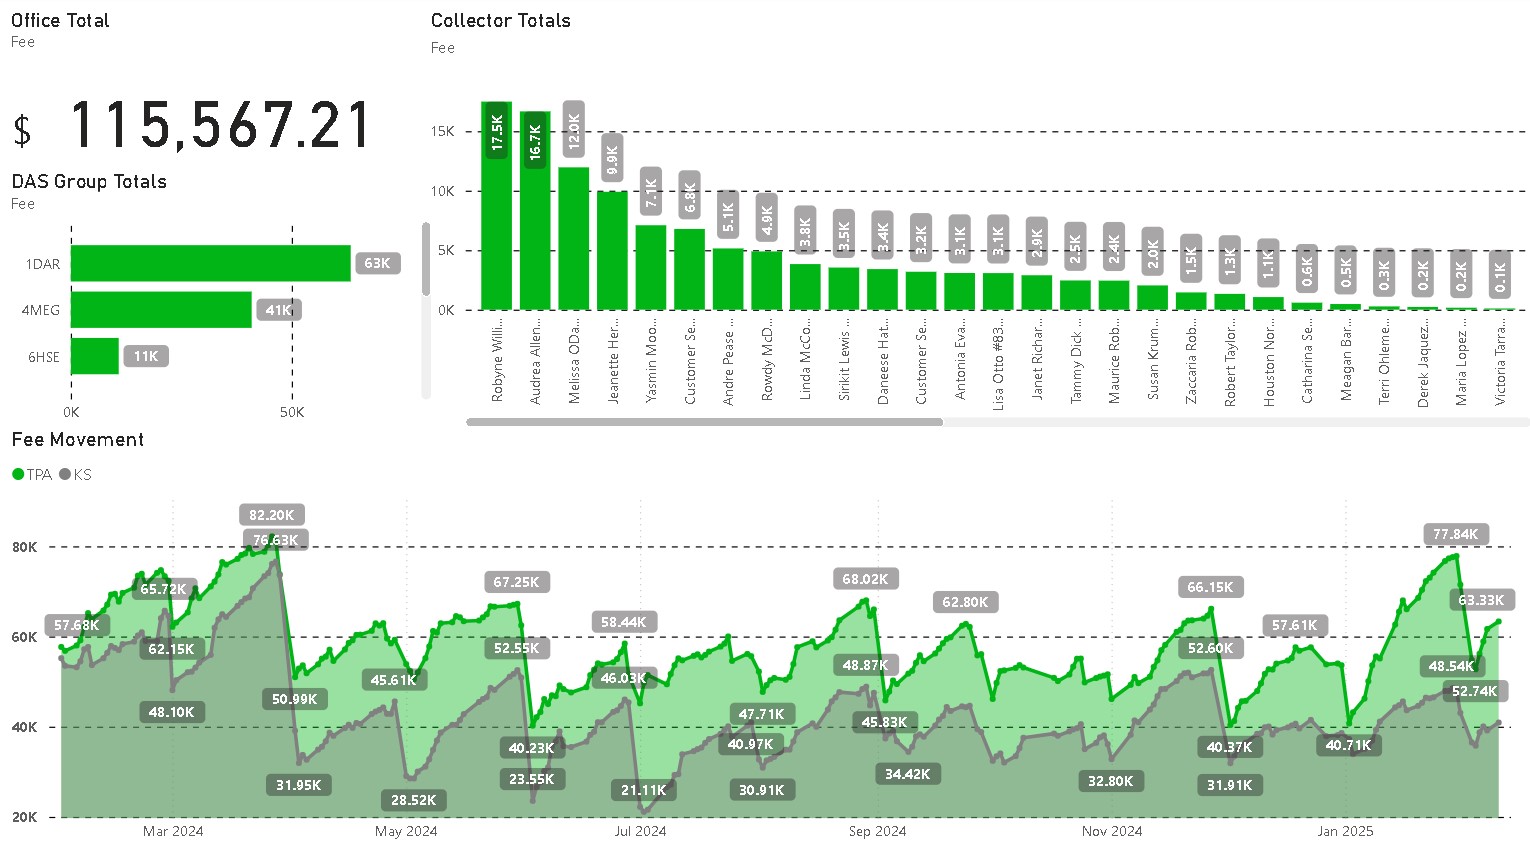 Office Total
Fee
$ 115,567.21
DAS Group Totals
Fee
1DAR
63K
4MEG
41K
6HSE
11K
0K
50K
Collector Totals
Fee
15K
10K
5K
0K
17.5K
16.7K
12.0K
9.9K
7.1K
6.8K
5.1K
4.9K
3.8K
3.5K
3.4K
3.2K
3.1K
3.1K
2.9K
2.5K
2.4K
2.0K
1.5K
1.3K
1.1K
0.6K
0.5K
0.3K
0.2K
0.2K
0.1K
Robyne Willi...
Audrea Allen...
Melissa ODa...
Jeanette Her...
Yasmin Moo...
Customer Se...
Andre Pease ...
Rowdy McD...
Linda McCo...
Sirikit Lewis ...
Daneese Hat...
Customer Se...
Antonia Eva...
Lisa Otto #83...
Janet Richar...
Tammy Dick ...
Maurice Rob...
Susan Krum...
Zaccaria Rob...
Robert Taylor...
Houston Nor...
Catharina Se...
Meagan Bar...
Terri Ohleme...
Derek Jaquez...
Maria Lopez ...
Victoria Tarra...
Fee Movement
TPA KS
80K
60K
40K
20K
57.68K
65.72K
62.15K
48.10K
82.20K
76.63K
50.99K
31.95K
45.61K
28.52K
67.25K
52.55K
40.23K
23.55K
58.44K
46.03K
21.11K
47.71K
40.97K
30.91K
68.02K
48.87K
45.83K
34.42K
62.80K
32.80K
66.15K
52.60K
40.37K
31.91K
57.61K
40.71K
77.84K
63.33K
48.54K
52.74K
Mar 2024
May 2024
Jul 2024
Sep 2024
Nov 2024
Jan 2025